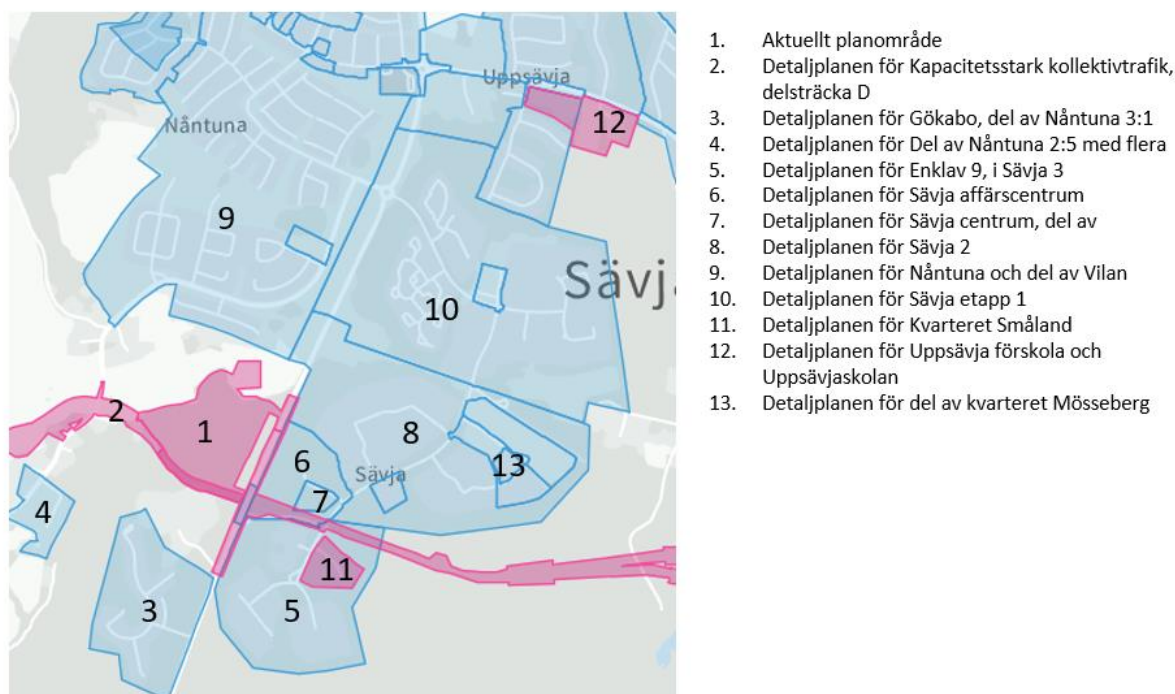 Nåntuna
Uppsävja
12
9
Sävj
10
2
1
8
6
Sävja
13
7
4
11
3
5
1. Aktuellt planområde
2. Detaljplanen för Kapacitetsstark kollektivtrafik,
delsträcka D
3. Detaljplanen för Gökabo, del av Nåntuna 3:1
4. Detaljplanen för Del av Nåntuna 2:5 med flera
5. Detaljplanen för Enklav 9, i Sävja 3
6. Detaljplanen för Sävja affärscentrum
7. Detaljplanen för Sävja centrum, del av
8. Detaljplanen för Sävja 2
9. Detaljplanen för Nåntuna och del av Vilan
10. Detaljplanen för Sävja etapp 1
11. Detaljplanen för Kvarteret Småland
12. Detaljplanen för Uppsävja förskola och
Uppsävjaskolan
13. Detaljplanen för del av kvarteret Mösseberg